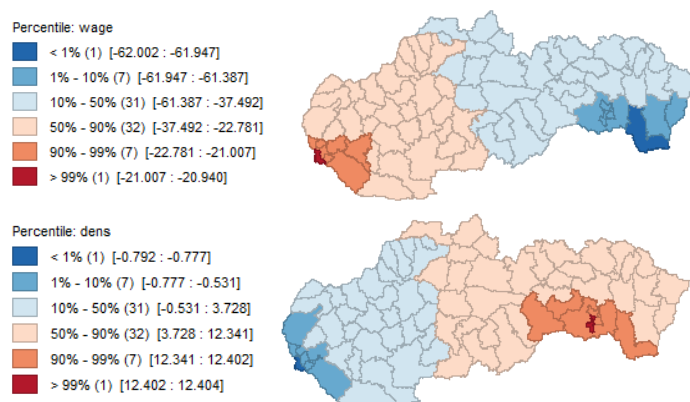 Percentile: wage
< 1% (1) [-62.002 : -61.947]
1% - 10% (7) [-61.947 : -61.387]
10% - 50% (31) [-61.387 : -37.492]
50% - 90% (32) [-37.492 : -22.781]
90% - 99% (7) [-22.781 : -21.007]
> 99% (1) [-21.007 : -20.940]
Percentile: dens
< 1% (1) [-0.792 : -0.777]
1% - 10% (7) [-0.777 : -0.531]
10% - 50% (31) [-0.531 : 3.728]
50% - 90% (32) [3.728 : 12.341]
90% - 99% (7) [12.341 : 12.402]
> 99% (1) [12.402 : 12.404]